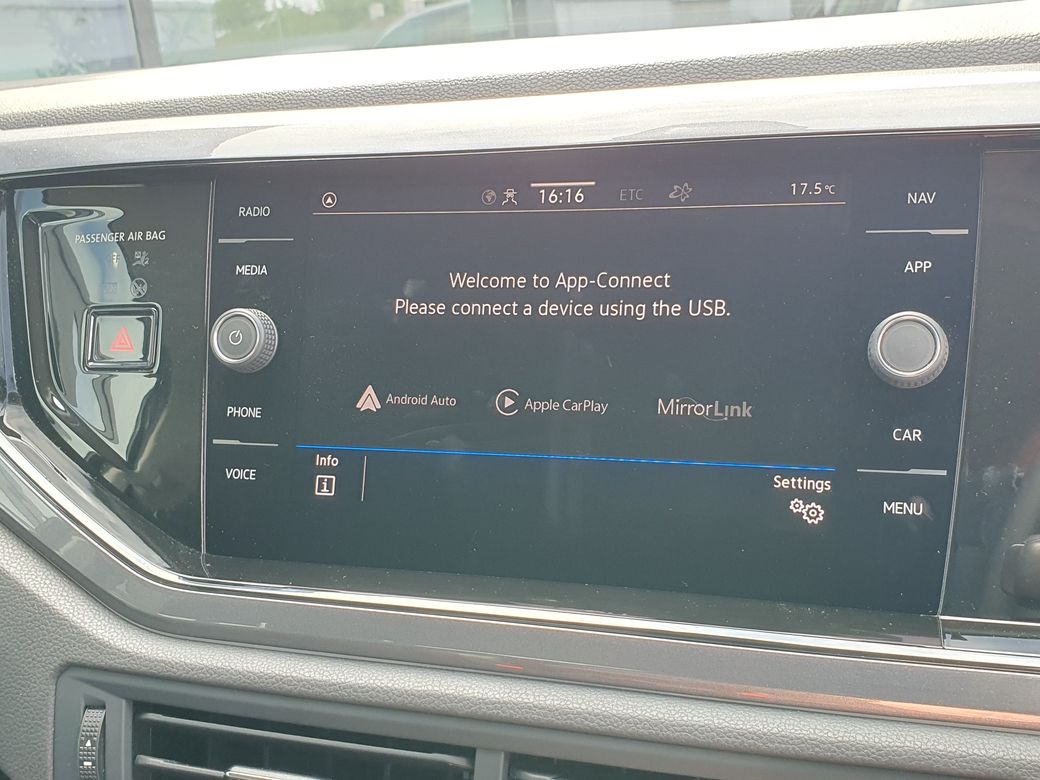 PASSENGER AIR BAG
RADIO
MEDIA
PHONE
VOICE
16:16
ETC
17.5°C
Welcome to App-Connect
Please connect a device using the USB.
Android Auto
Apple CarPlay
MirrorLink
Info
i
Settings
NAV
APP
CAR
MENU